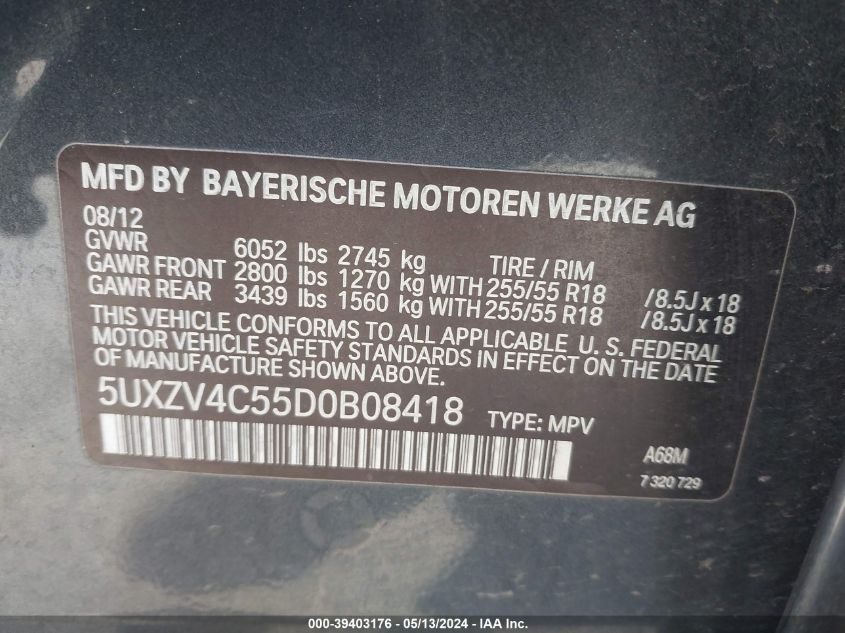 MFD BY BAYERISCHE MOTOREN WERKE AG
08/12
GVWR 6052 lbs 2745 kg TIRE / RIM
GAWR FRONT 2800 lbs 1270 kg WITH 255/55 R18 /8.5J x 18
GAWR REAR 3439 lbs 1560 kg WITH 255/55 R18 /8.5J x 18
THIS VEHICLE CONFORMS TO ALL APPLICABLE U. S. FEDERAL
MOTOR VEHICLE SAFETY STANDARDS IN EFFECT ON THE DATE
OF MANUFACTURE SHOWN ABOVE.
5UXZV4C55D0B08418 TYPE: MPV
A68M
7 320 729
000-39403176 - 05/13/2024 - IAA Inc.